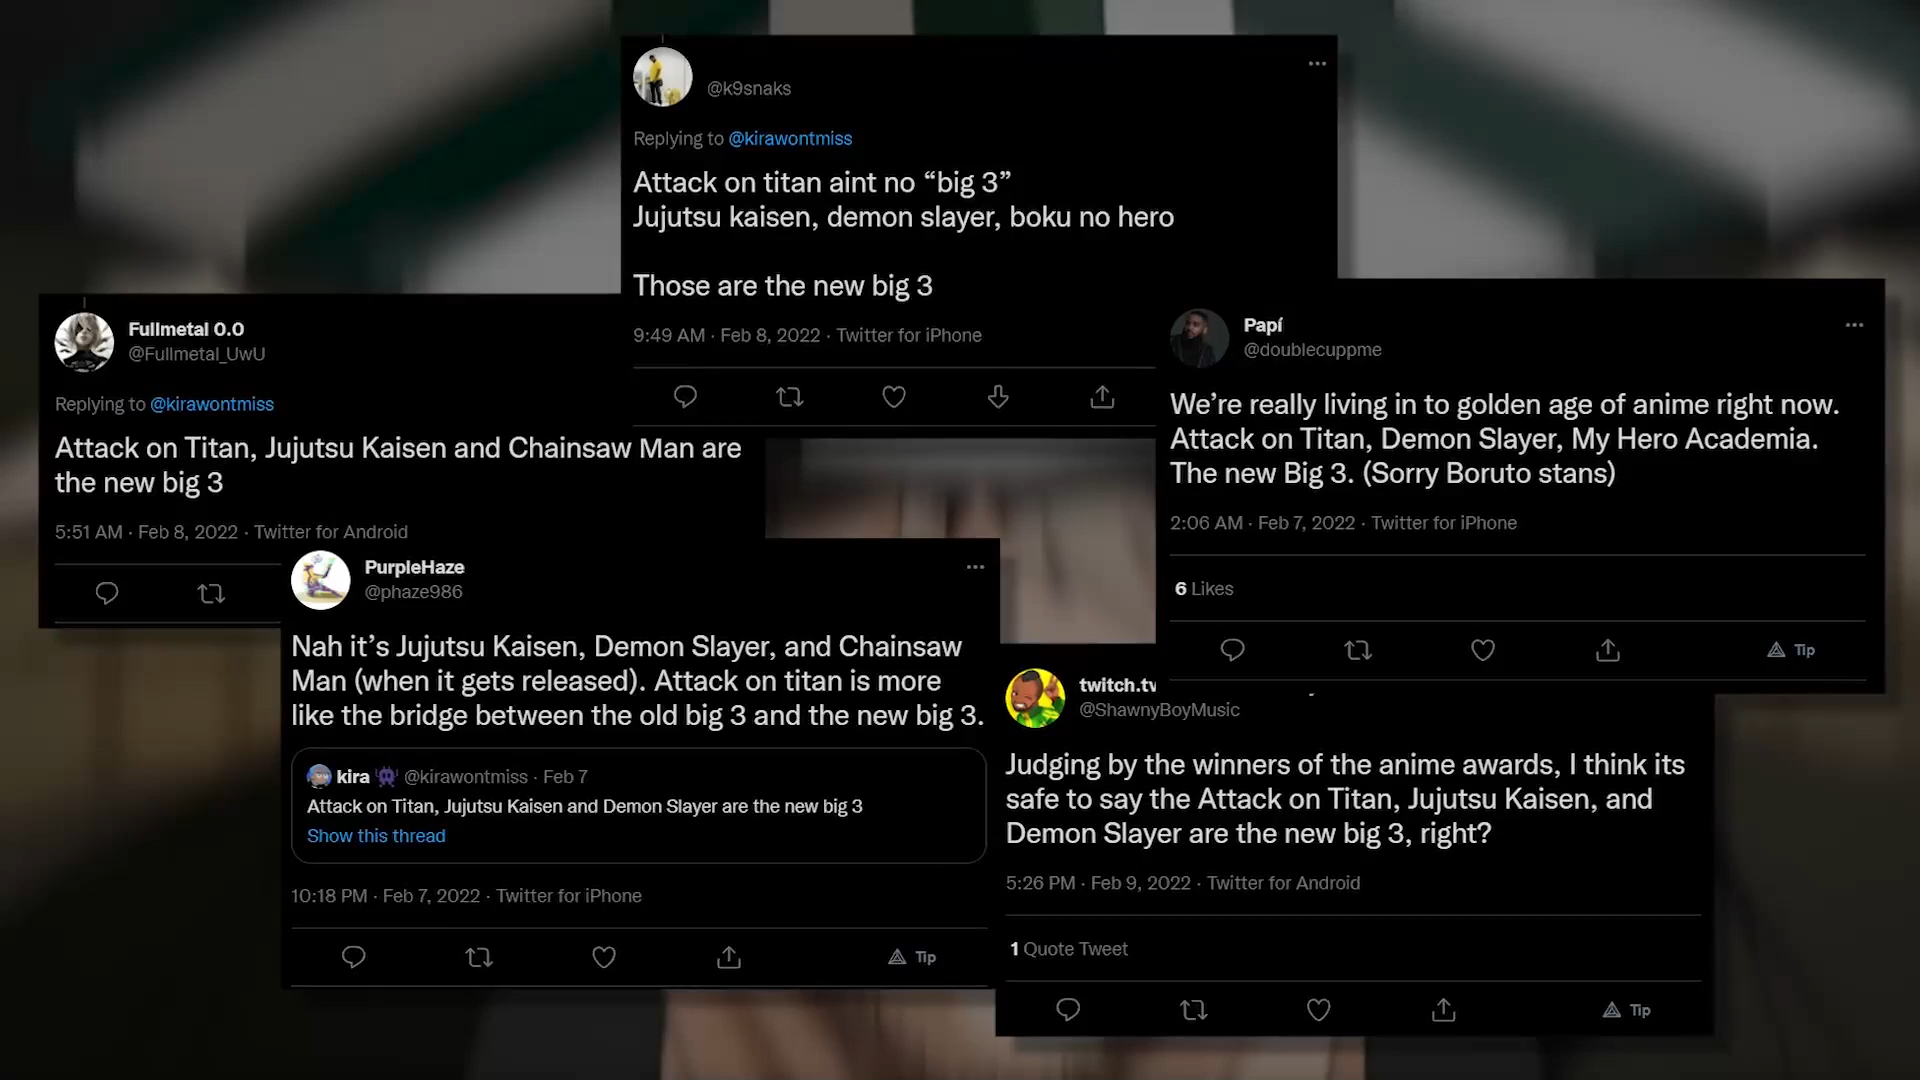 @k9snaks
Replying to @kirawontmiss
Attack on titan aint no “big 3”
Jujutsu kaisen, demon slayer, boku no hero
Those are the new big 3
9:49 AM · Feb 8, 2022 · Twitter for iPhone
Fullmetal 0.0
@Fullmetal_UwU
Replying to @kirawontmiss
Attack on Titan, Jujutsu Kaisen and Chainsaw Man are
the new big 3
5:51 AM · Feb 8, 2022 · Twitter for Android
Papí
@doublecuppme
We’re really living in to golden age of anime right now.
Attack on Titan, Demon Slayer, My Hero Academia.
The new Big 3. (Sorry Boruto stans)
2:06 AM · Feb 7, 2022 · Twitter for iPhone
6 Likes
Tip
PurpleHaze
@phaze986
Nah it’s Jujutsu Kaisen, Demon Slayer, and Chainsaw
Man (when it gets released). Attack on titan is more
like the bridge between the old big 3 and the new big 3.
kira @kirawontmiss · Feb 7
Attack on Titan, Jujutsu Kaisen and Demon Slayer are the new big 3
Show this thread
10:18 PM · Feb 7, 2022 · Twitter for iPhone
Tip
twitch.tv
@ShawnyBoyMusic
Judging by the winners of the anime awards, I think its
safe to say the Attack on Titan, Jujutsu Kaisen, and
Demon Slayer are the new big 3, right?
5:26 PM · Feb 9, 2022 · Twitter for Android
1 Quote Tweet
Tip